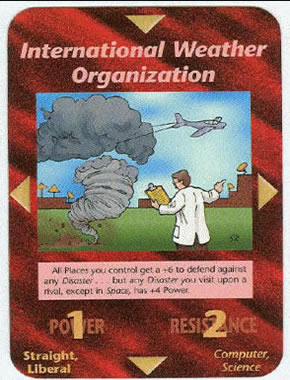 International Weather
Organization
All Places you control get a +6 to defend against
any Disaster . . . but any Disaster you visit upon a
rival, except in Space, has +4 Power.
POWER 1
RESISTANCE 2
Straight,
Liberal
Computer,
Science